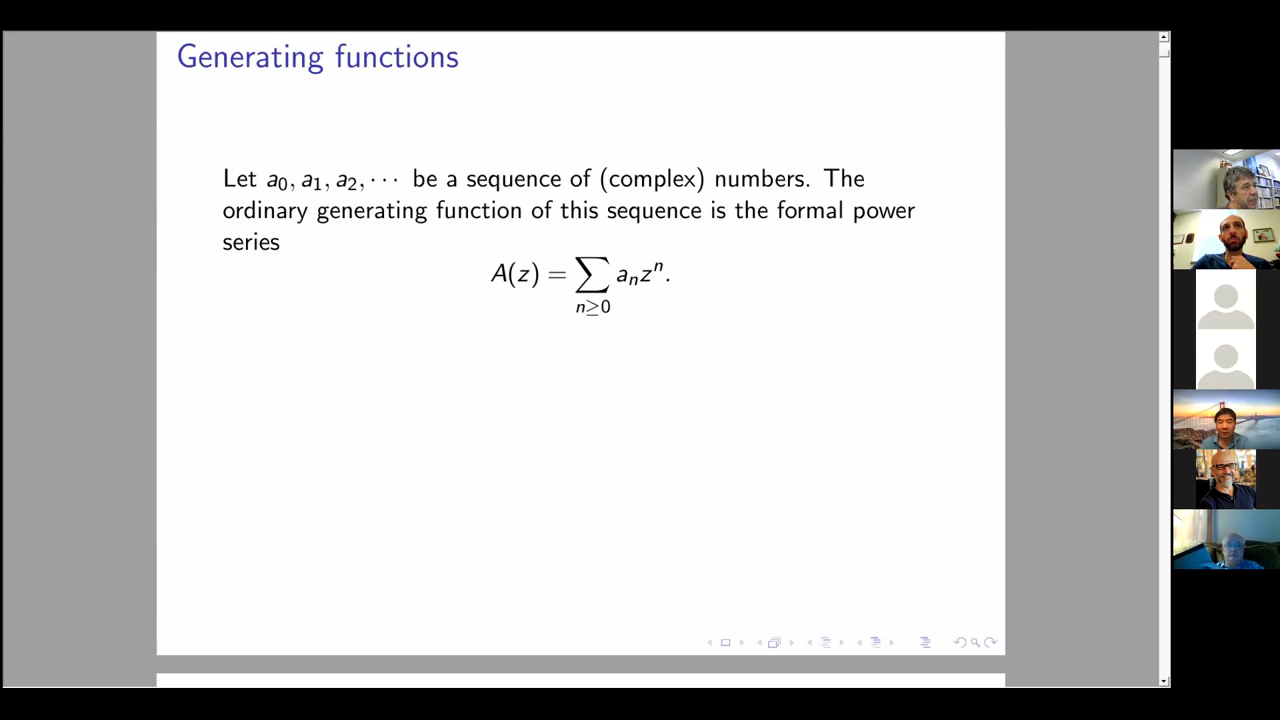 Generating functions
Let a₀, a₁, a₂, ⋯ be a sequence of (complex) numbers. The
ordinary generating function of this sequence is the formal power
series
A(z) = ∑ aₙzⁿ.
n≥0